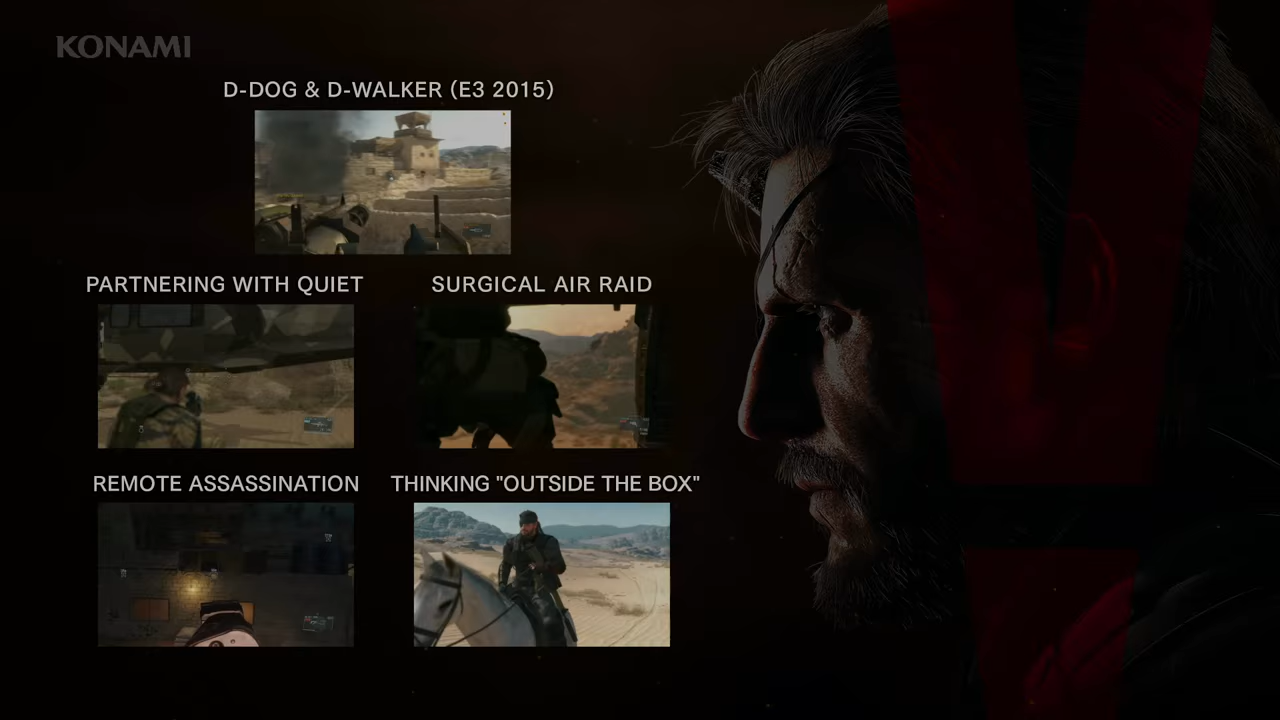 KONAMI
D-DOG & D-WALKER (E3 2015)
PARTNERING WITH QUIET
SURGICAL AIR RAID
REMOTE ASSASSINATION
THINKING "OUTSIDE THE BOX"